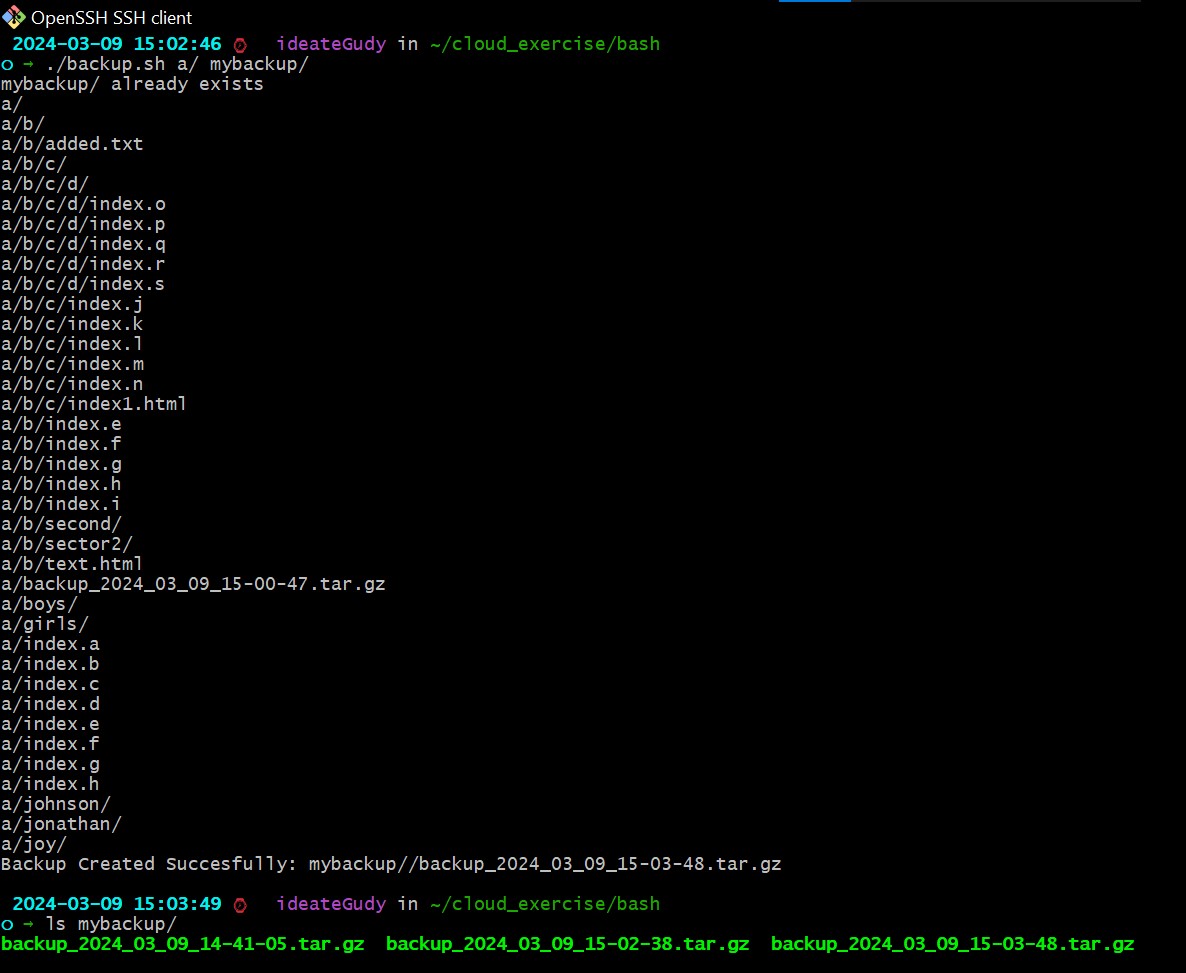 OpenSSH SSH client
2024-03-09 15:02:46 ideateGudy in ~/cloud_exercise/bash
○ → ./backup.sh a/ mybackup/
mybackup/ already exists
a/
a/b/
a/b/added.txt
a/b/c/
a/b/c/d/
a/b/c/d/index.o
a/b/c/d/index.p
a/b/c/d/index.q
a/b/c/d/index.r
a/b/c/d/index.s
a/b/c/index.j
a/b/c/index.k
a/b/c/index.l
a/b/c/index.m
a/b/c/index.n
a/b/c/index1.html
a/b/index.e
a/b/index.f
a/b/index.g
a/b/index.h
a/b/index.i
a/b/second/
a/b/sector2/
a/b/text.html
a/backup_2024_03_09_15-00-47.tar.gz
a/boys/
a/girls/
a/index.a
a/index.b
a/index.c
a/index.d
a/index.e
a/index.f
a/index.g
a/index.h
a/johnson/
a/jonathan/
a/joy/
Backup Created Succesfully: mybackup//backup_2024_03_09_15-03-48.tar.gz
2024-03-09 15:03:49 ideateGudy in ~/cloud_exercise/bash
○ → ls mybackup/
backup_2024_03_09_14-41-05.tar.gz backup_2024_03_09_15-02-38.tar.gz backup_2024_03_09_15-03-48.tar.gz